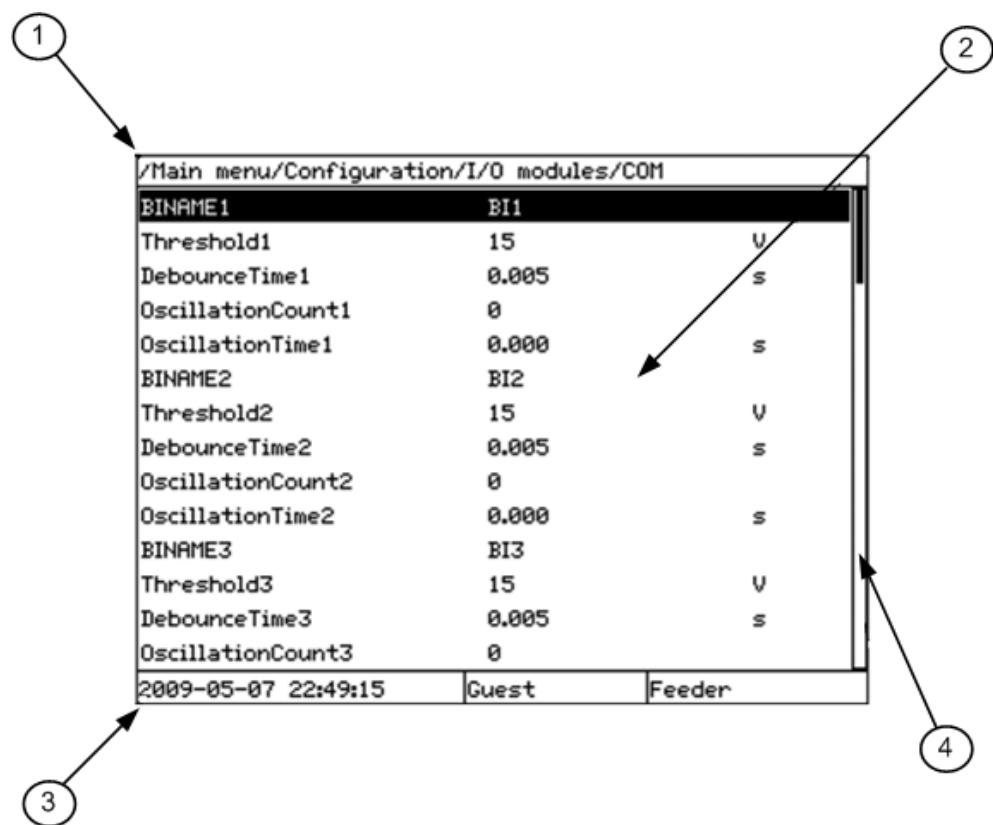 1
2
/Main menu/Configuration/I/O modules/COM
BINAME1 BI1
Threshold1 15 V
DebounceTime1 0.005 s
OscillationCount1 0
OscillationTime1 0.000 s
BINAME2 BI2
Threshold2 15 V
DebounceTime2 0.005 s
OscillationCount2 0
OscillationTime2 0.000 s
BINAME3 BI3
Threshold3 15 V
DebounceTime3 0.005 s
OscillationCount3 0
2009-05-07 22:49:15 Guest Feeder
4
3